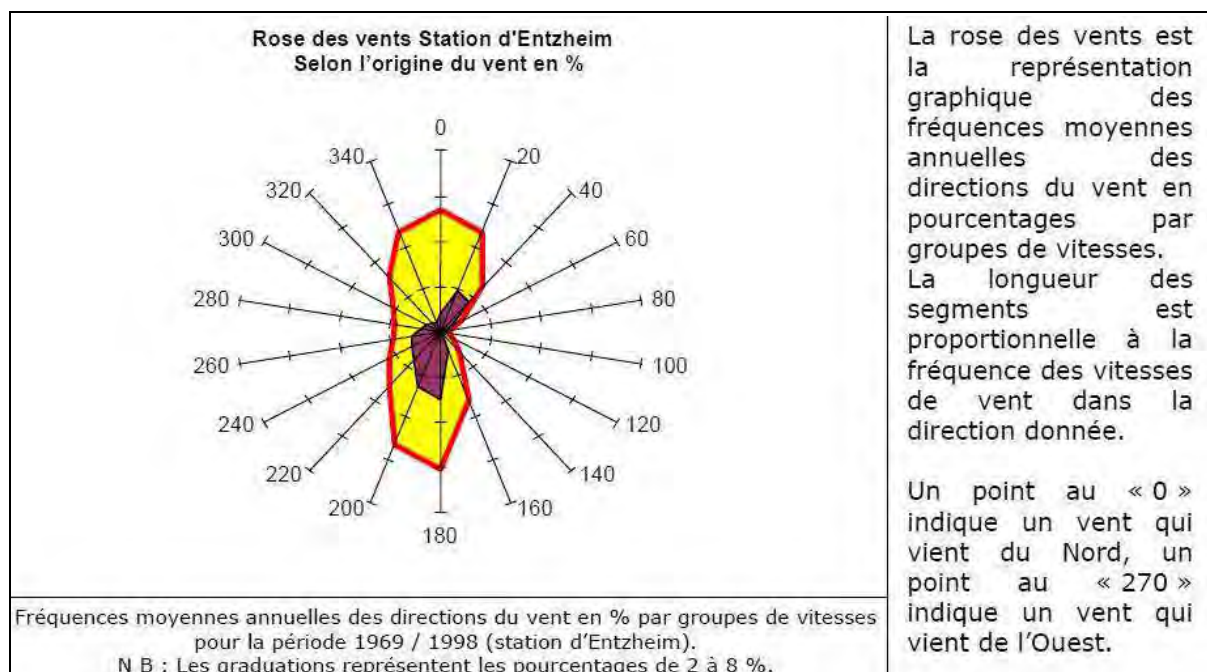 Rose des vents Station d'Entzheim
Selon l'origine du vent en %
0
20
40
60
80
100
120
140
160
180
200
220
240
260
280
300
320
340
Fréquences moyennes annuelles des directions du vent en % par groupes de vitesses
pour la période 1969 / 1998 (station d'Entzheim).
N B : Les graduations représentent les pourcentages de 2 à 8 %.
La rose des vents est
la représentation
graphique des
fréquences moyennes
annuelles des
directions du vent en
pourcentages par
groupes de vitesses.
La longueur des
segments est
proportionnelle à la
fréquence des vitesses
de vent dans la
direction donnée.
Un point au « 0 »
indique un vent qui
vient du Nord, un
point au « 270 »
indique un vent qui
vient de l'Ouest.